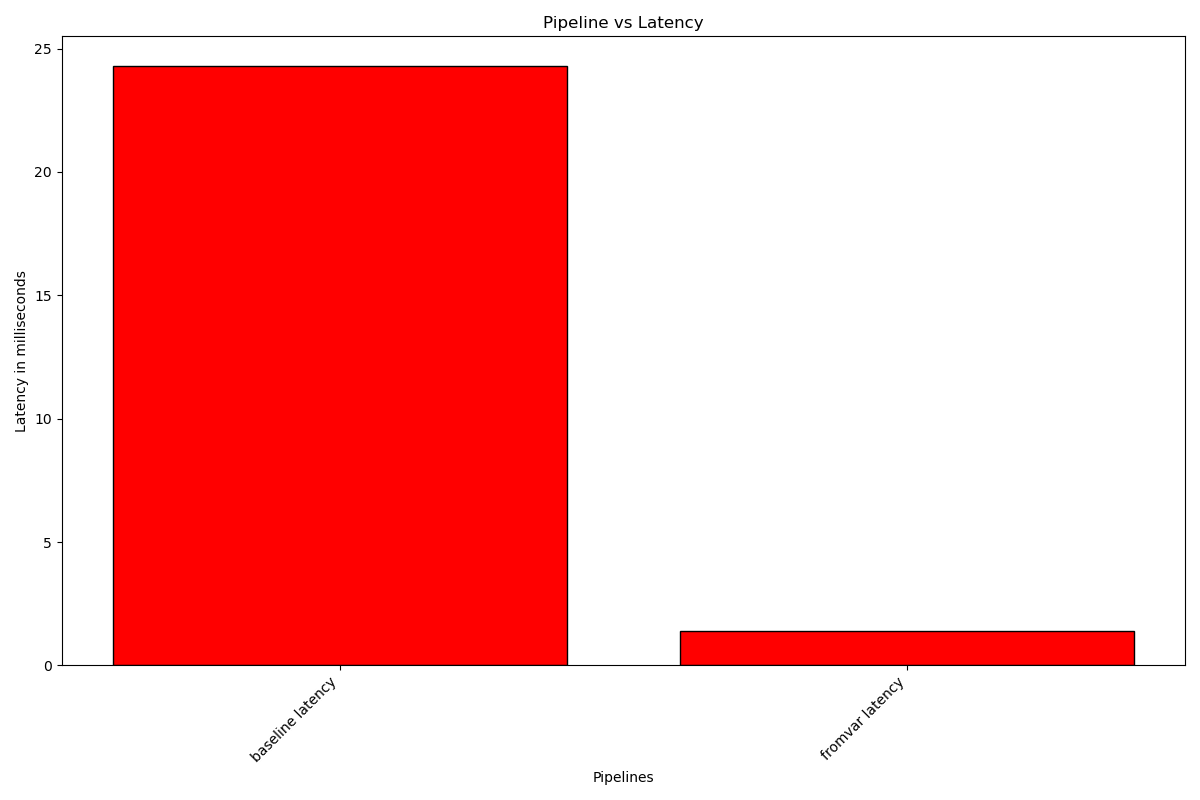 Pipeline vs Latency
25
20
15
10
5
0
Latency in milliseconds
baseline latency
fromvar latency
Pipelines